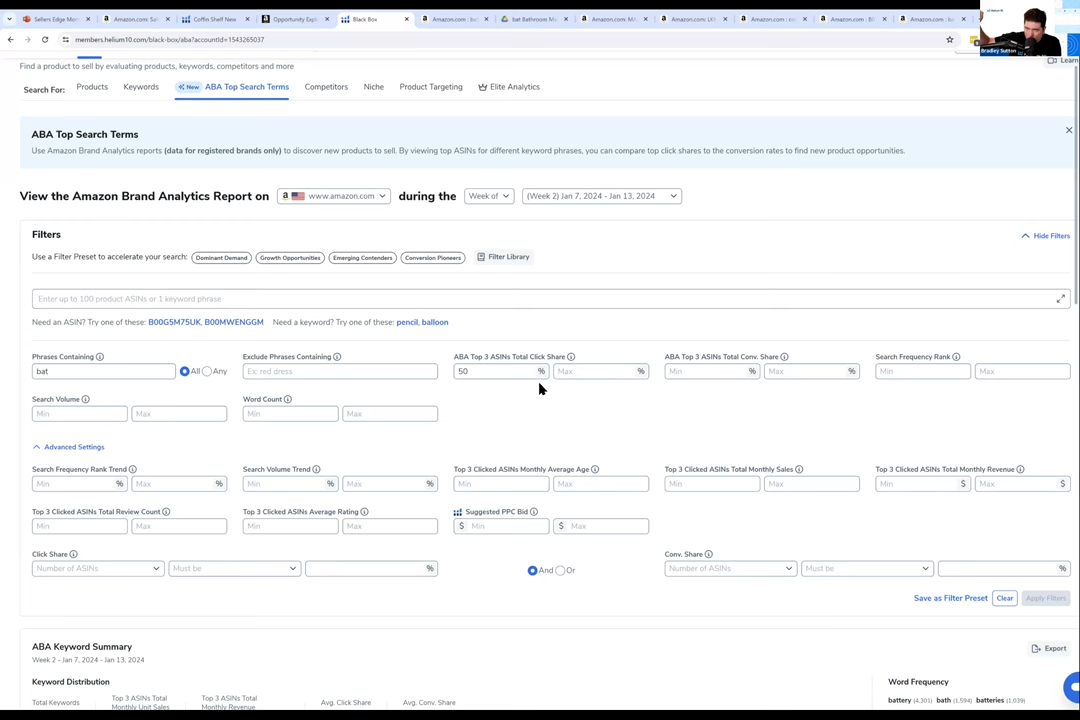 Sellers Edge Mon
Amazon.com: Sa
Coffin Shelf New
Opportunity Expl
Black Box
Amazon.com : ba
bat Bathroom M
Amazon.com: MA
Amazon.com: LX
Amazon.com :
Amazon.com : B
Amazon.com : ba
members.helium10.com/black-box/aba?accountId=1543265037
Bradley Sutton
Find a product to sell by evaluating products, keywords, competitors and more
Learn
Search For:
Products
Keywords
New
ABA Top Search Terms
Competitors
Niche
Product Targeting
Elite Analytics
ABA Top Search Terms
Use Amazon Brand Analytics reports (data for registered brands only) to discover new products to sell. By viewing top ASINs for different keyword phrases, you can compare top click shares to the conversion rates to find new product opportunities.
View the Amazon Brand Analytics Report on
www.amazon.com
during the
Week of
(Week 2) Jan 7, 2024 - Jan 13, 2024
Filters
Hide Filters
Use a Filter Preset to accelerate your search:
Dominant Demand
Growth Opportunities
Emerging Contenders
Conversion Pioneers
Filter Library
Enter up to 100 product ASINs or 1 keyword phrase
Need an ASIN? Try one of these: B00G5M75UK, B00MWENGGM Need a keyword? Try one of these: pencil, balloon
Phrases Containing
Exclude Phrases Containing
ABA Top 3 ASINs Total Click Share
ABA Top 3 ASINs Total Conv. Share
Search Frequency Rank
bat
All
Any
Ex: red dress
50 %
Max %
Min %
Max %
Min
Max
Search Volume
Word Count
Min
Max
Min
Max
Advanced Settings
Search Frequency Rank Trend
Search Volume Trend
Top 3 Clicked ASINs Monthly Average Age
Top 3 Clicked ASINs Total Monthly Sales
Top 3 Clicked ASINs Total Monthly Revenue
Min %
Max %
Min %
Max %
Min
Max
Min
Max
Min $
Max $
Top 3 Clicked ASINs Total Review Count
Top 3 Clicked ASINs Average Rating
Suggested PPC Bid
Min
Max
Min
Max
$ Min
$ Max
Click Share
Conv. Share
Number of ASINs
Must be
%
And
Or
Number of ASINs
Must be
%
Save as Filter Preset
Clear
Apply Filters
ABA Keyword Summary
Export
Week 2 - Jan 7, 2024 - Jan 13, 2024
Keyword Distribution
Word Frequency
Total Keywords
Top 3 ASINs Total
Monthly Unit Sales
Top 3 ASINs Total
Monthly Revenue
Avg. Click Share
Avg. Conv. Share
battery (4,301) bath (1,594) batteries (1,039)